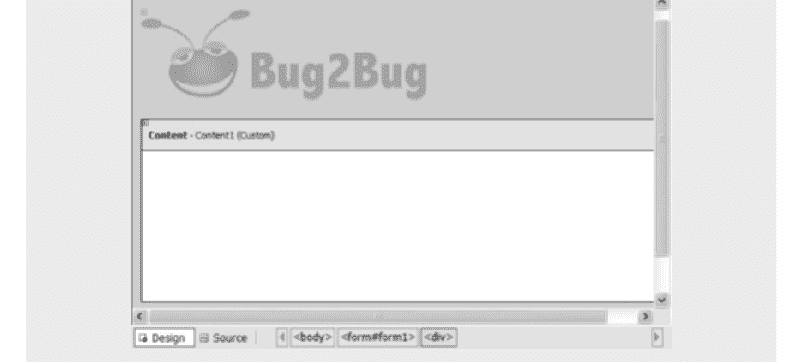 Bug2Bug
Content - Content1 (Custom)
Design Source <body> <form#form1> <div>